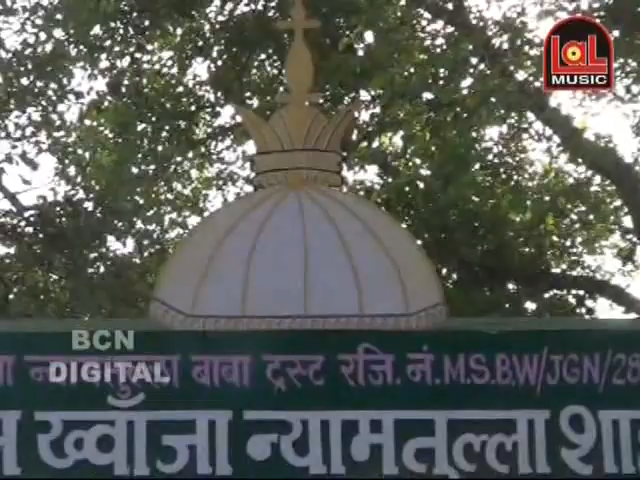 LaL
MUSIC
BCN
DIGITAL
बाबा ट्रस्ट रजि. नं. M.S.B.W/JGN/28
ख्वाँजा न्यामतुल्ला